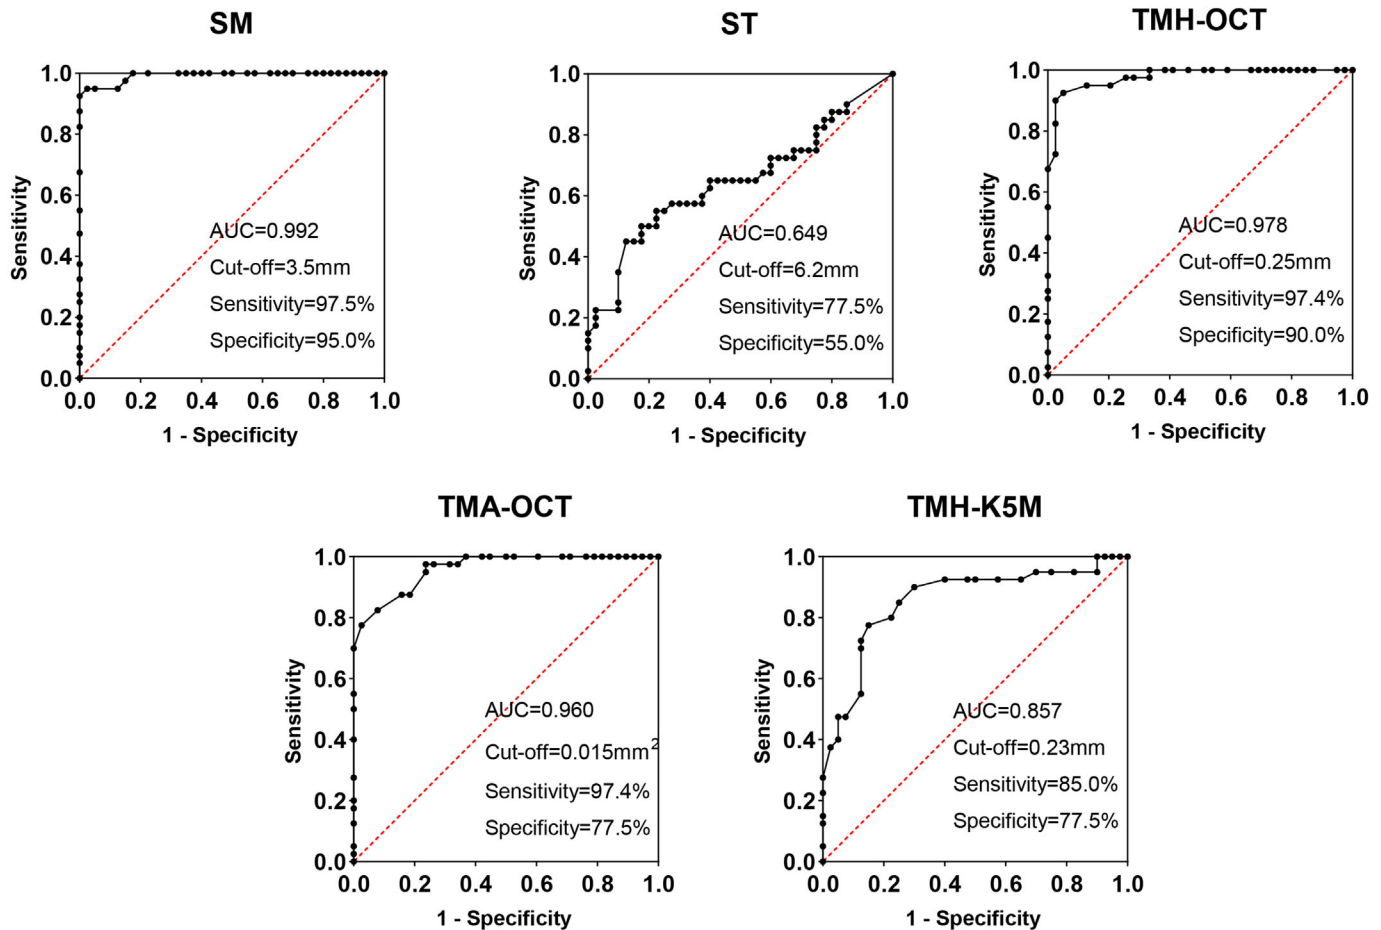 SM
1.0
0.8
0.6
0.4
0.2
0.0
Sensitivity
AUC=0.992
Cut-off=3.5mm
Sensitivity=97.5%
Specificity=95.0%
0.0 0.2 0.4 0.6 0.8 1.0
1 - Specificity
ST
1.0
0.8
0.6
0.4
0.2
0.0
Sensitivity
AUC=0.649
Cut-off=6.2mm
Sensitivity=77.5%
Specificity=55.0%
0.0 0.2 0.4 0.6 0.8 1.0
1 - Specificity
TMH-OCT
1.0
0.8
0.6
0.4
0.2
0.0
Sensitivity
AUC=0.978
Cut-off=0.25mm
Sensitivity=97.4%
Specificity=90.0%
0.0 0.2 0.4 0.6 0.8 1.0
1 - Specificity
TMA-OCT
1.0
0.8
0.6
0.4
0.2
0.0
Sensitivity
AUC=0.960
Cut-off=0.015mm²
Sensitivity=97.4%
Specificity=77.5%
0.0 0.2 0.4 0.6 0.8 1.0
1 - Specificity
TMH-K5M
1.0
0.8
0.6
0.4
0.2
0.0
Sensitivity
AUC=0.857
Cut-off=0.23mm
Sensitivity=85.0%
Specificity=77.5%
0.0 0.2 0.4 0.6 0.8 1.0
1 - Specificity